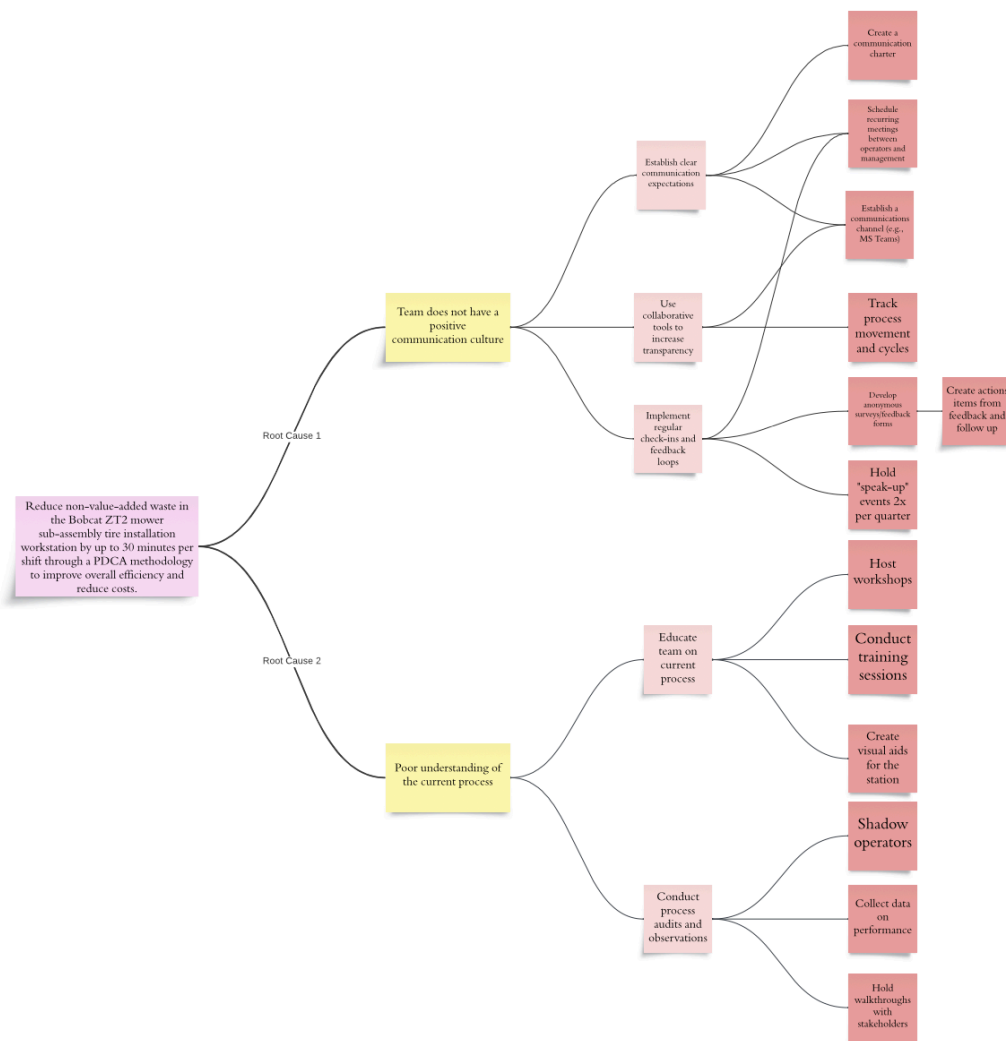 Reduce non-value-added waste in
the Bobcat ZT2 mower
sub-assembly tire installation
workstation by up to 30 minutes per
shift through a PDCA methodology
to improve overall efficiency and
reduce costs.
Root Cause 1
Team does not have a
positive
communication culture
Establish clear
communication
expectations
Create a
communication
charter
Schedule
recurring
meetings
between
operators and
management
Establish a
communications
channel (e.g.,
MS Teams)
Use
collaborative
tools to
increase
transparency
Track
process
movement
and cycles
Implement
regular
check-ins and
feedback
loops
Develop
anonymous
surveys/feedback
forms
Create action
items from
feedback and
follow up
Hold
"speak-up"
events 2x
per quarter
Root Cause 2
Poor understanding of
the current process
Educate
team on
current
process
Host
workshops
Conduct
training
sessions
Create
visual aids
for the
station
Conduct
process
audits and
observations
Shadow
operators
Collect data
on
performance
Hold
walkthroughs
with
stakeholders